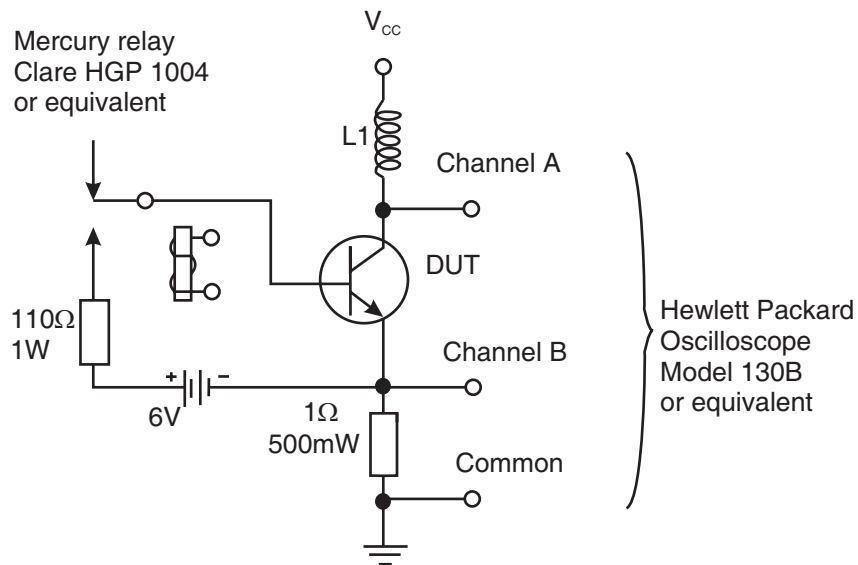 V_CC
Mercury relay
Clare HGP 1004
or equivalent
L1
Channel A
DUT
110Ω
1W
+ −
6V
Channel B
1Ω
500mW
Common
Hewlett Packard
Oscilloscope
Model 130B
or equivalent